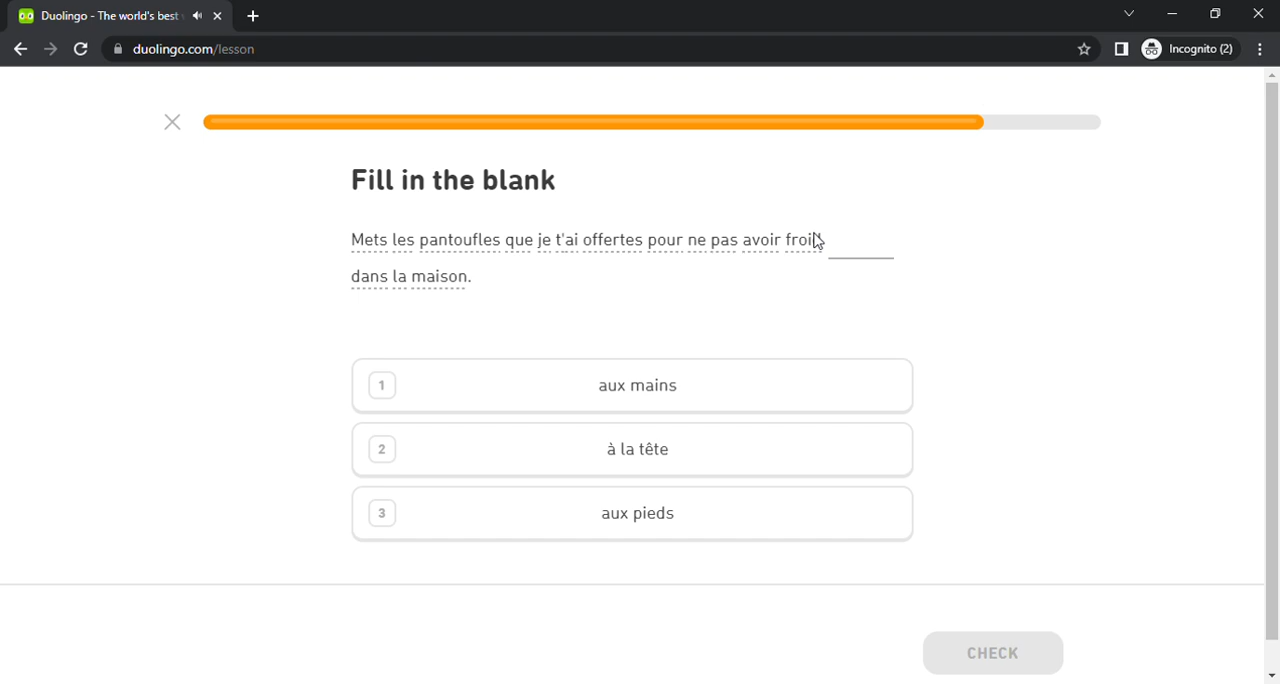 Duolingo - The world's best
duolingo.com/lesson
Incognito (2)
Fill in the blank
Mets les pantoufles que je t'ai offertes pour ne pas avoir froid
dans la maison.
1 aux mains
2 à la tête
3 aux pieds
CHECK